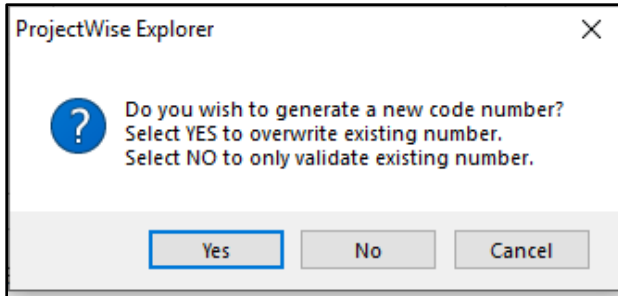 ProjectWise Explorer
Do you wish to generate a new code number?
Select YES to overwrite existing number.
Select NO to only validate existing number.
Yes No Cancel